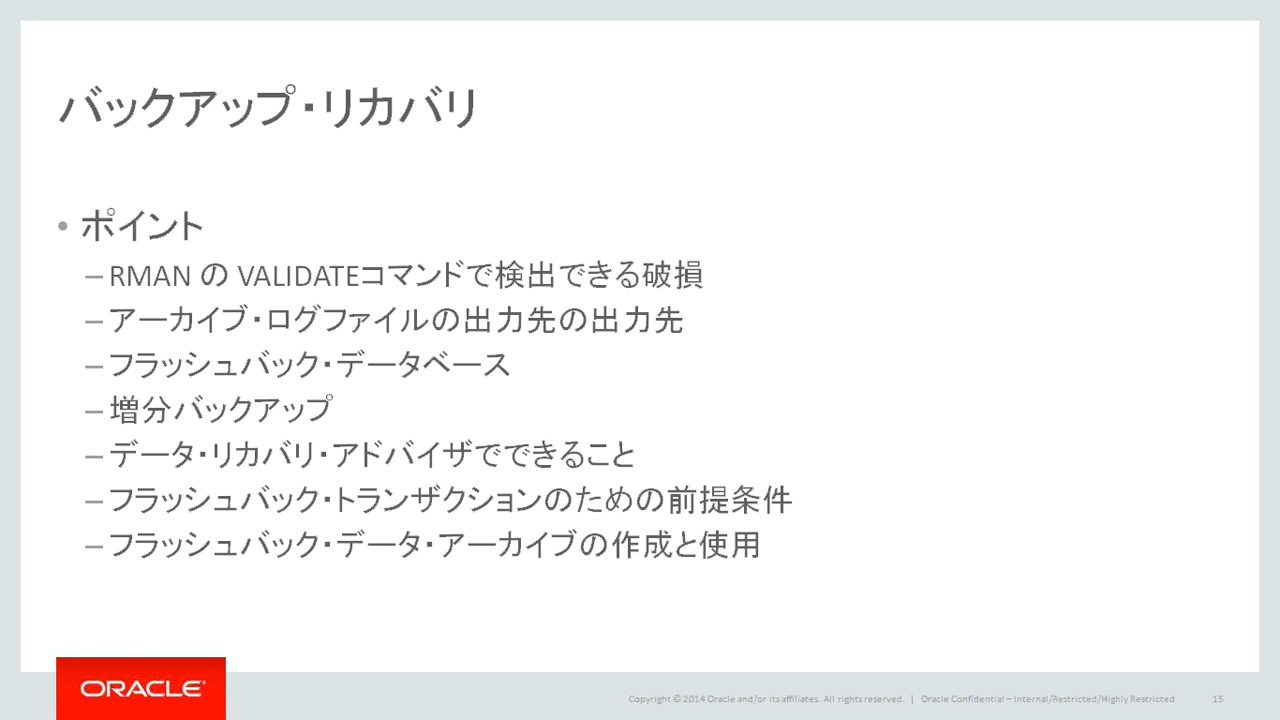 バックアップ・リカバリ
• ポイント
– RMAN の VALIDATEコマンドで検出できる破損
– アーカイブ・ログファイルの出力先の出力先
– フラッシュバック・データベース
– 増分バックアップ
– データ・リカバリ・アドバイザでできること
– フラッシュバック・トランザクションのための前提条件
– フラッシュバック・データ・アーカイブの作成と使用
ORACLE®
Copyright © 2014 Oracle and/or its affiliates. All rights reserved. | Oracle Confidential – Internal/Restricted/Highly Restricted 15